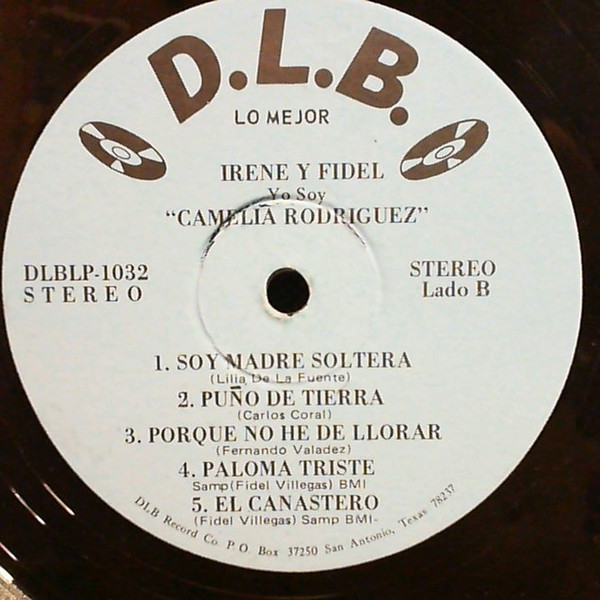 D.L.B.
LO MEJOR
IRENE Y FIDEL
Yo Soy
"CAMELIA RODRIGUEZ"
DLBLP-1032
STEREO
STEREO
Lado B
1. SOY MADRE SOLTERA
(Lilia De La Fuente)
2. PUÑO DE TIERRA
(Carlos Coral)
3. PORQUE NO HE DE LLORAR
(Fernando Valadez)
4. PALOMA TRISTE
Samp(Fidel Villegas) BMI
5. EL CANASTERO
(Fidel Villegas) Samp BMI-
DLB Record Co. P.O. Box 37250 San Antonio, Texas 78237